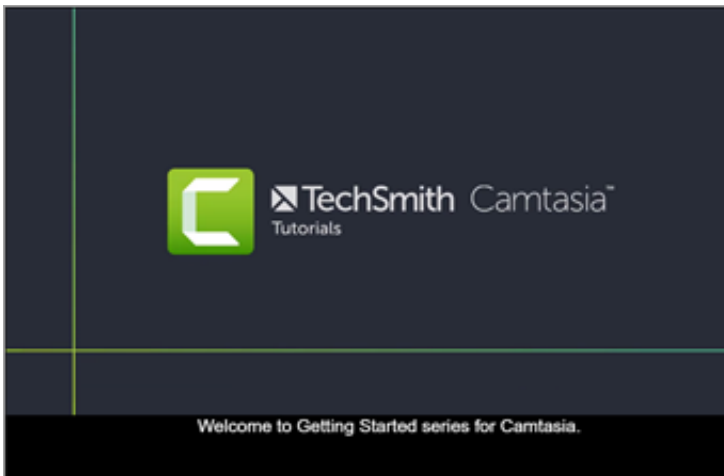 TechSmith Camtasia™
Tutorials
Welcome to Getting Started series for Camtasia.